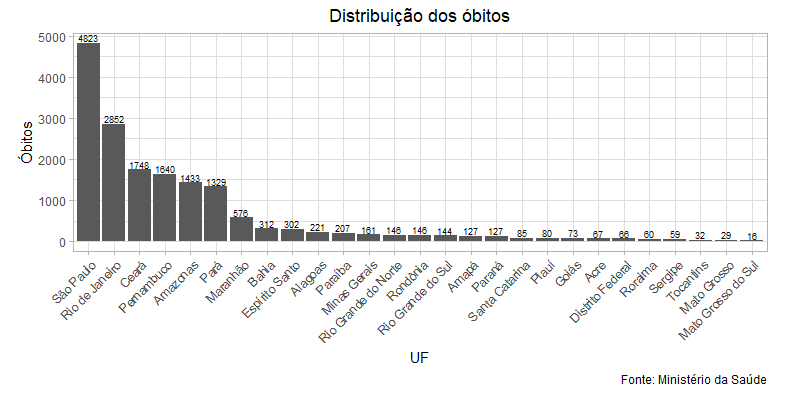 Distribuição dos óbitos
Óbitos
5000
4000
3000
2000
1000
0
4823
2852
1748
1640
1433
1329
576
312
302
221
207
161
146
146
144
127
127
85
80
73
67
66
60
59
32
29
16
São Paulo
Rio de Janeiro
Ceará
Pernambuco
Amazonas
Pará
Maranhão
Bahia
Espírito Santo
Alagoas
Paraíba
Minas Gerais
Rio Grande do Norte
Rondônia
Rio Grande do Sul
Amapá
Paraná
Santa Catarina
Piauí
Goiás
Acre
Distrito Federal
Roraima
Sergipe
Tocantins
Mato Grosso
Mato Grosso do Sul
UF
Fonte: Ministério da Saúde